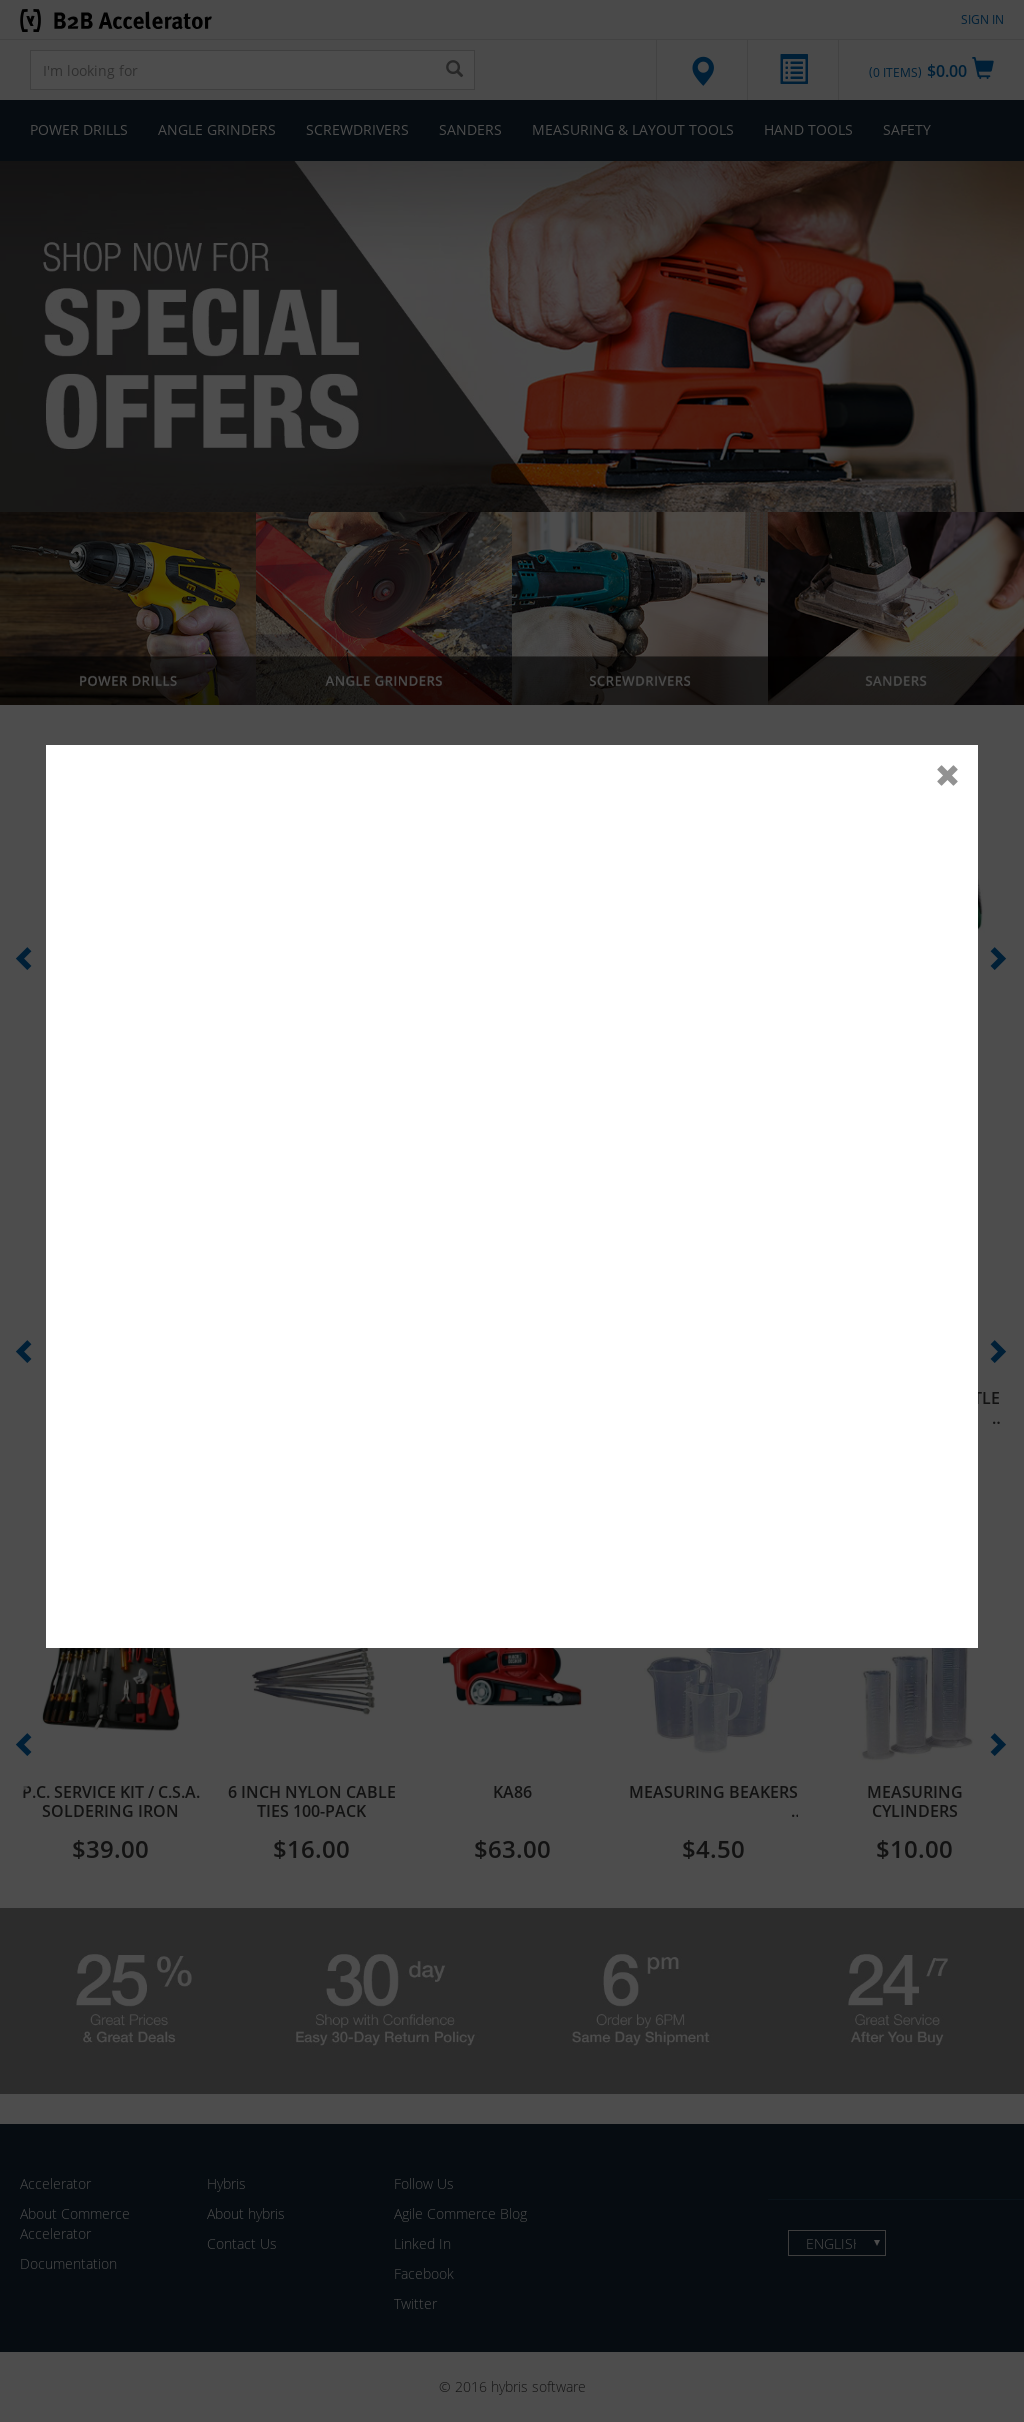 B2B Accelerator
SIGN IN
I'm looking for
(0 ITEMS) $0.00
POWER DRILLS ANGLE GRINDERS SCREWDRIVERS SANDERS MEASURING & LAYOUT TOOLS HAND TOOLS SAFETY
SHOP NOW FOR
SPECIAL
OFFERS
POWER DRILLS ANGLE GRINDERS SCREWDRIVERS SANDERS
TLE
..
P.C. SERVICE KIT / C.S.A.
SOLDERING IRON
$39.00
6 INCH NYLON CABLE
TIES 100-PACK
$16.00
KA86
$63.00
MEASURING BEAKERS
..
$4.50
MEASURING
CYLINDERS
$10.00
25 %
Great Prices
& Great Deals
30 day
Shop with Confidence
Easy 30-Day Return Policy
6 pm
Order by 6PM
Same Day Shipment
24 /7
Great Service
After You Buy
Accelerator
About Commerce
Accelerator
Documentation
Hybris
About hybris
Contact Us
Follow Us
Agile Commerce Blog
Linked In
Facebook
Twitter
ENGLISH
© 2016 hybris software